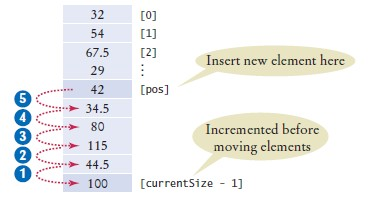 32 [0]
54 [1]
67.5 [2]
29 ⋮
42 [pos]
Insert new element here
5
34.5
4
80
3
115
2
44.5
1
100 [currentSize - 1]
Incremented before
moving elements